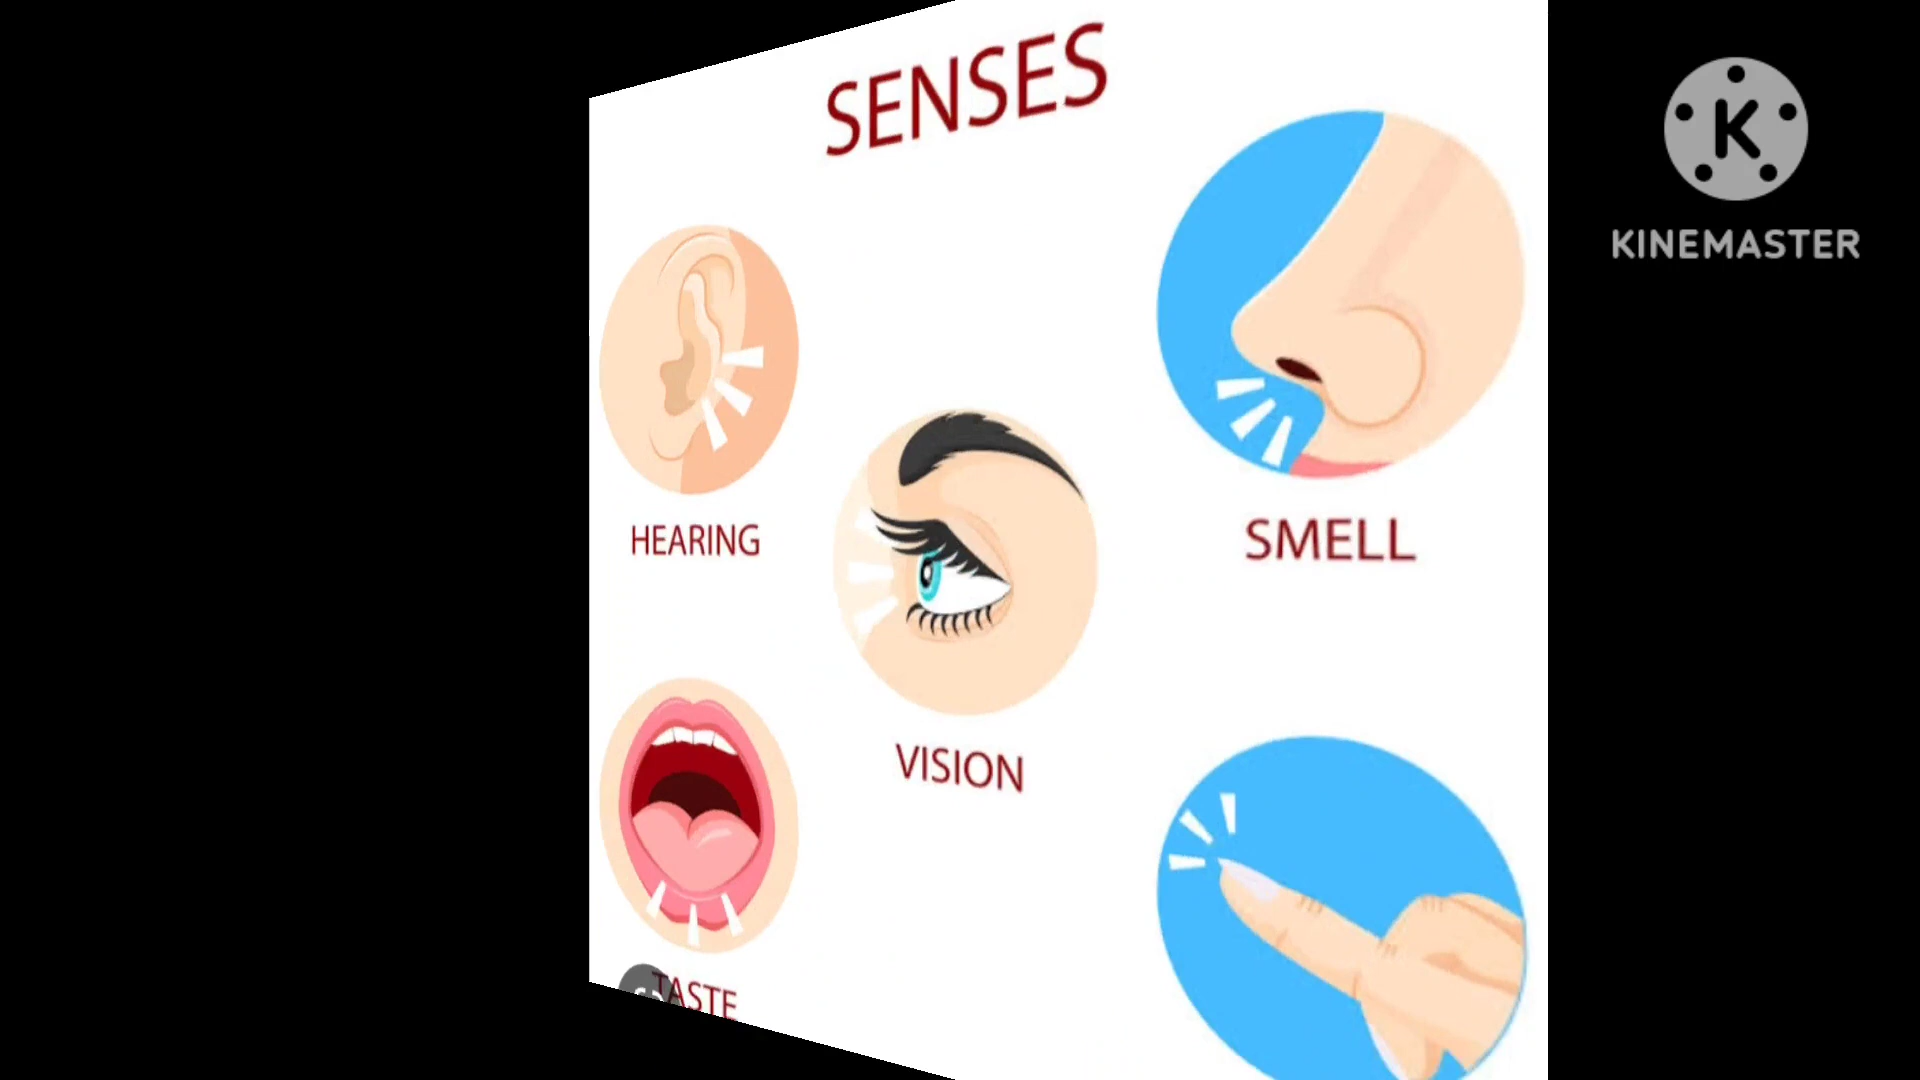 SENSES
K
KINEMASTER
HEARING
SMELL
VISION
TASTE